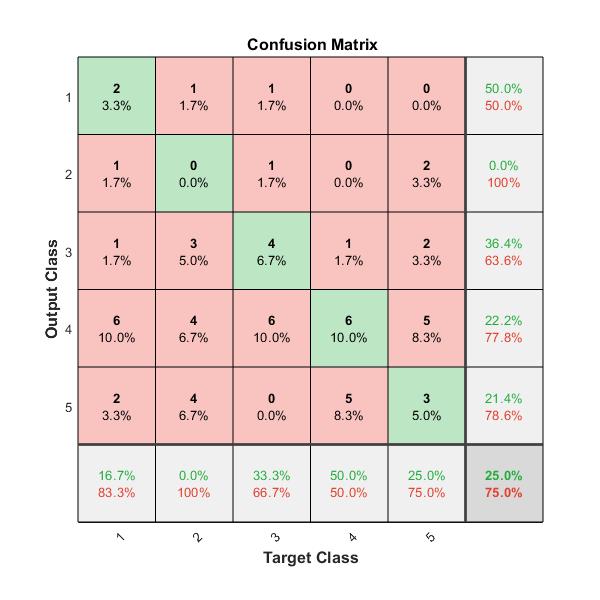 Confusion Matrix
1
2 1 1 0 0 50.0%
3.3% 1.7% 1.7% 0.0% 0.0% 50.0%
2
1 0 1 0 2 0.0%
1.7% 0.0% 1.7% 0.0% 3.3% 100%
3
1 3 4 1 2 36.4%
1.7% 5.0% 6.7% 1.7% 3.3% 63.6%
4
6 4 6 6 5 22.2%
10.0% 6.7% 10.0% 10.0% 8.3% 77.8%
5
2 4 0 5 3 21.4%
3.3% 6.7% 0.0% 8.3% 5.0% 78.6%
16.7% 0.0% 33.3% 50.0% 25.0% 25.0%
83.3% 100% 66.7% 50.0% 75.0% 75.0%
1 2 3 4 5
Target Class
Output Class